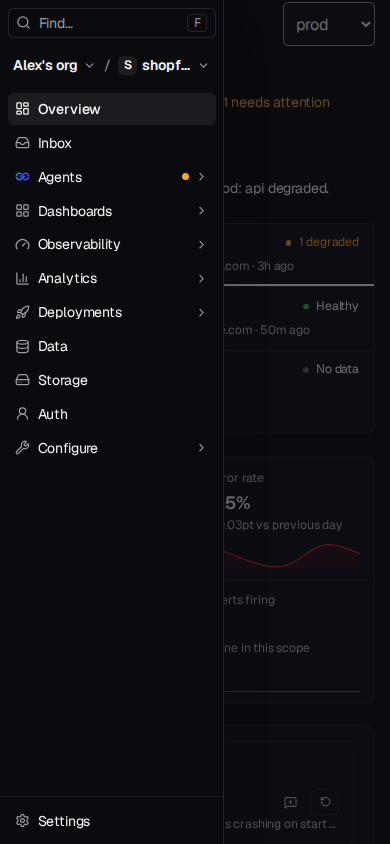 Find...
F
Alex's org / S shopf...
Overview
Inbox
Agents
Dashboards
Observability
Analytics
Deployments
Data
Storage
Auth
Configure
Settings
prod
1 needs attention
od: api degraded.
1 degraded
.com · 3h ago
Healthy
e.com · 50m ago
No data
ror rate
.5%
0.03pt vs previous day
erts firing
ne in this scope
s crashing on start...